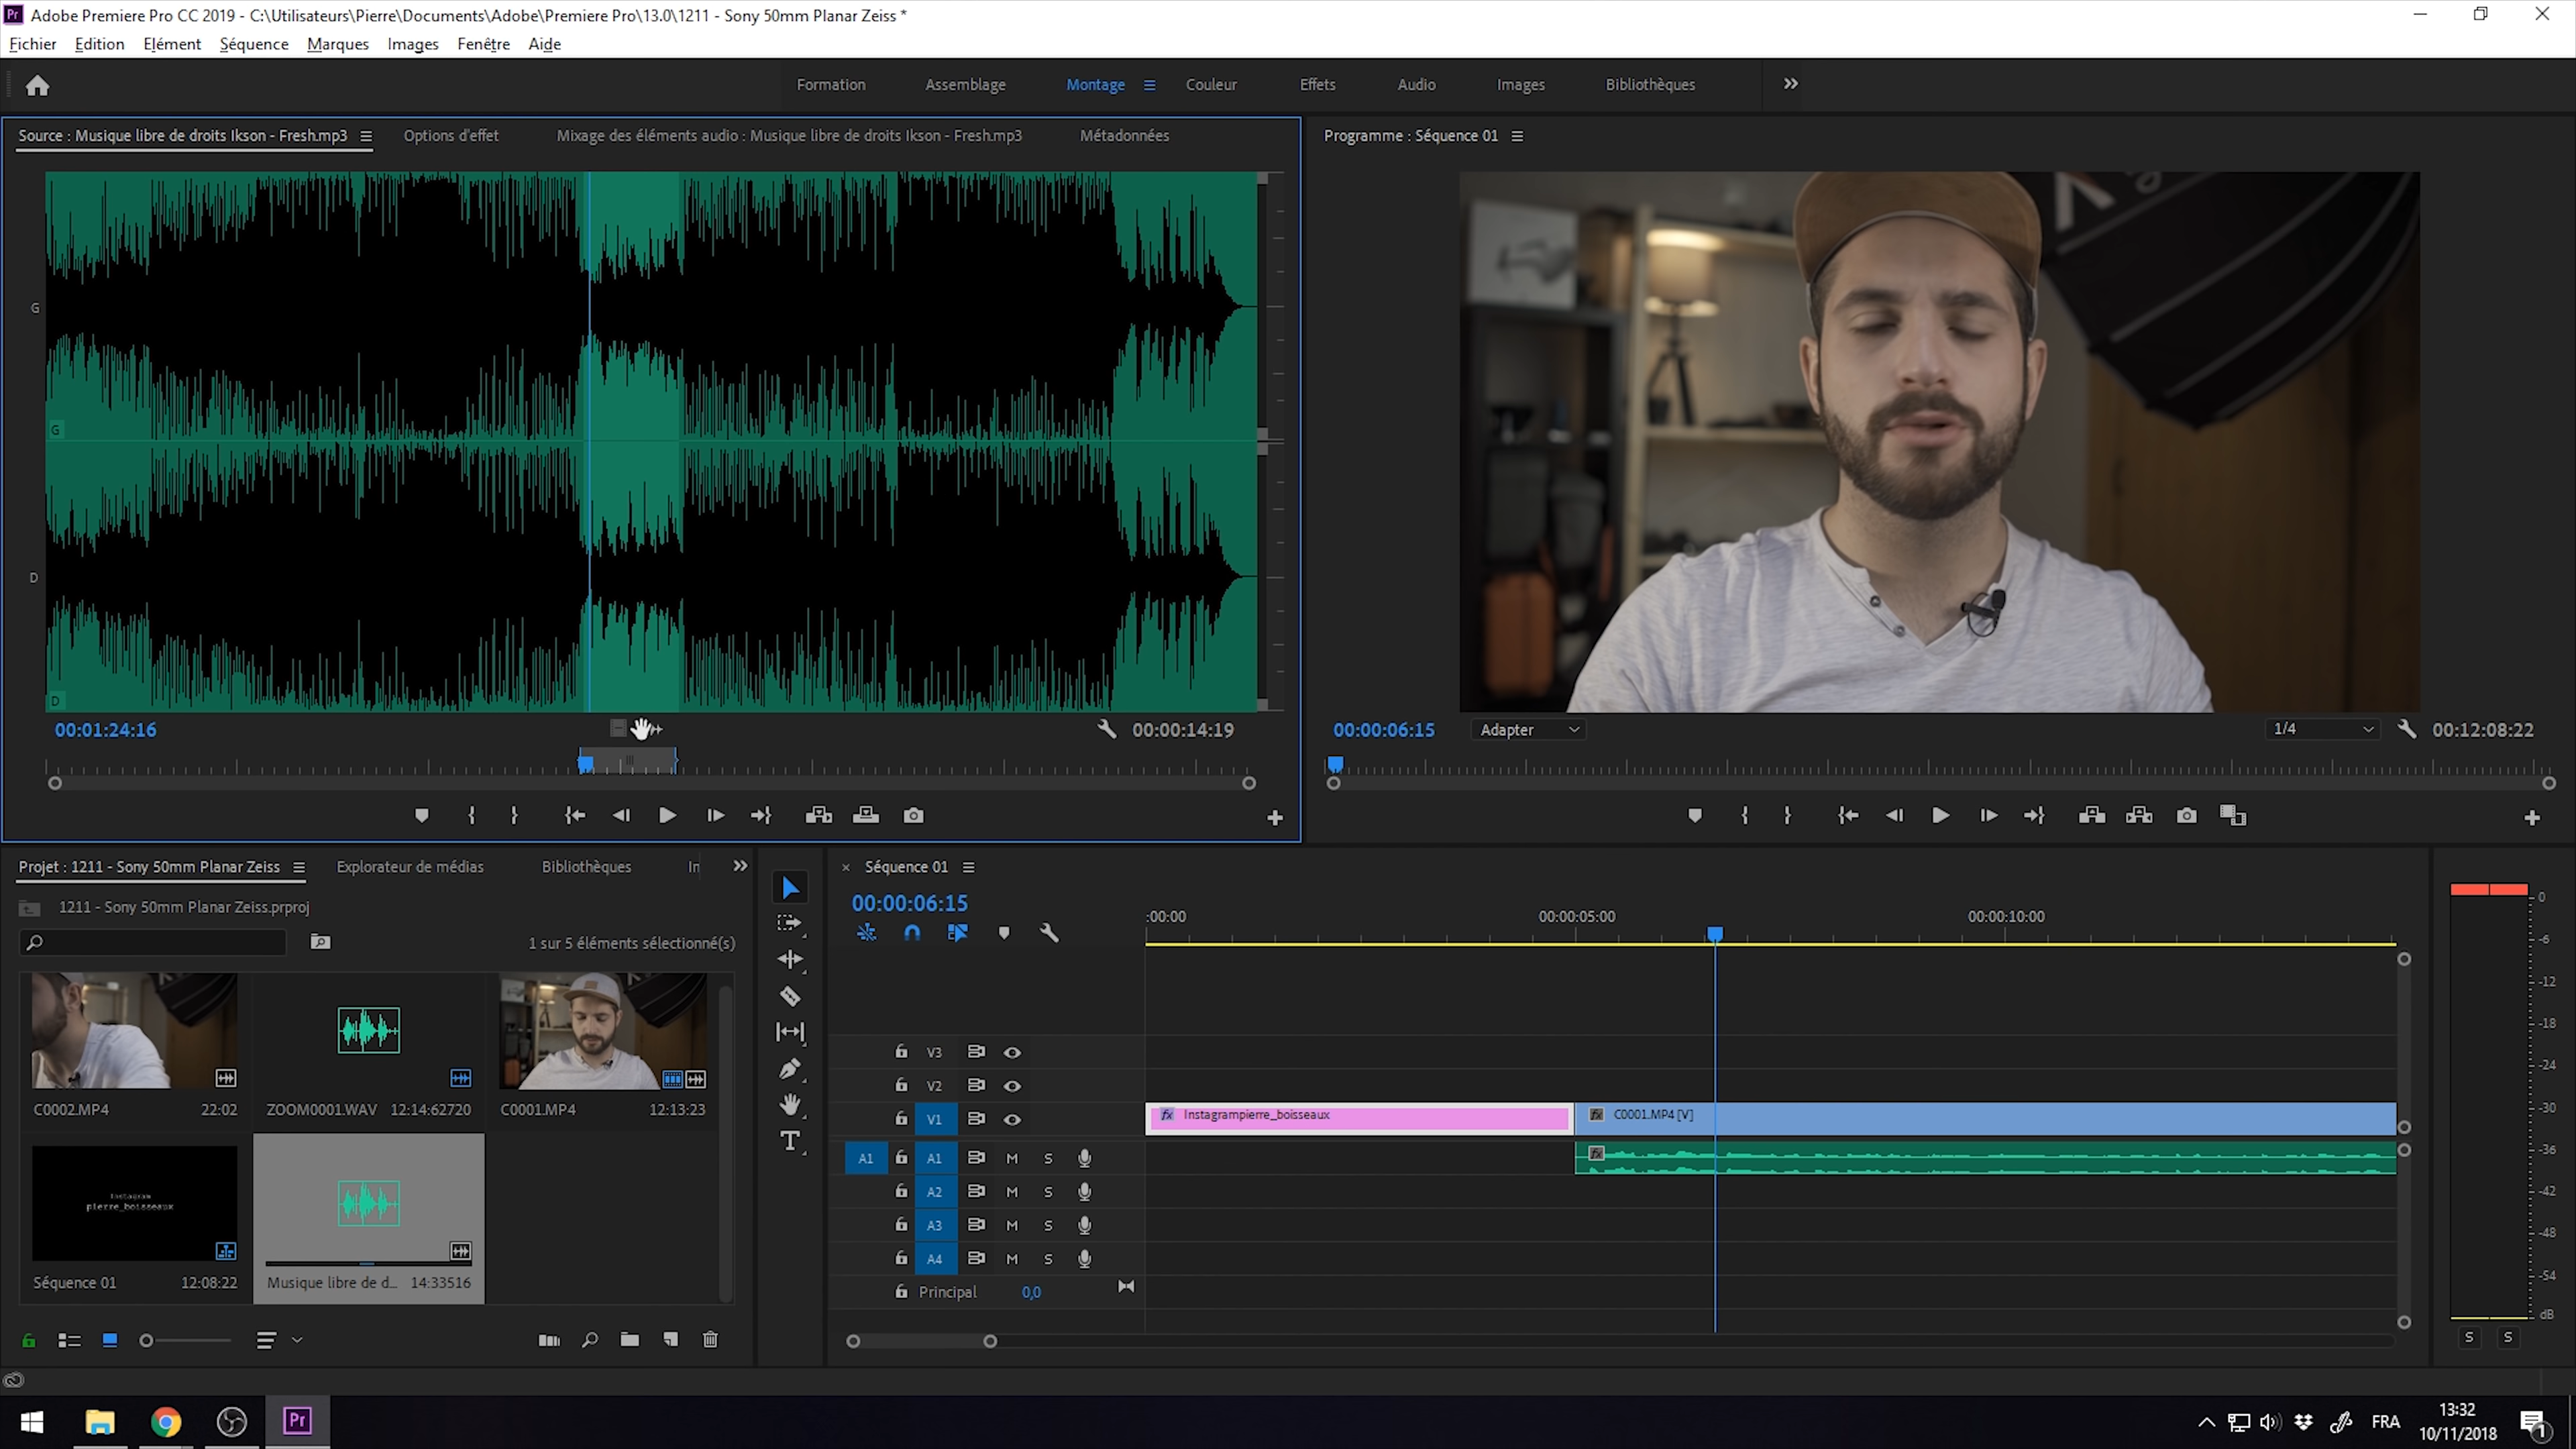 Pr Adobe Premiere Pro CC 2019 - C:\Utilisateurs\Pierre\Documents\Adobe\Premiere Pro\13.0\1211 - Sony 50mm Planar Zeiss *
Fichier Edition Elément Séquence Marques Images Fenêtre Aide
Formation Assemblage Montage Couleur Effets Audio Images Bibliothèques
Source : Musique libre de droits Ikson - Fresh.mp3 Options d'effet Mixage des éléments audio : Musique libre de droits Ikson - Fresh.mp3 Métadonnées
Programme : Séquence 01
G
G
D
D
00:01:24:16 00:00:14:19
00:00:06:15 Adapter 1/4 00:12:08:22
Projet : 1211 - Sony 50mm Planar Zeiss Explorateur de médias Bibliothèques In
1211 - Sony 50mm Planar Zeiss.prproj
1 sur 5 éléments sélectionné(s)
C0002.MP4 22:02 ZOOM0001.WAV 12:14:62720 C0001.MP4 12:13:23
Instagram
pierre_boisseaux
Séquence 01 12:08:22 Musique libre de d... 14:33516
× Séquence 01
00:00:06:15
:00:00 00:00:05:00 00:00:10:00
V3
V2
V1 fx Instagrampierre_boisseaux fx C0001.MP4 [V]
A1 A1 M S fx
A2 M S
A3 M S
A4 M S
Principal 0,0
0
-6
-12
-18
-24
-30
-36
-42
-48
-54
dB
S S
Pr
FRA
13:32
10/11/2018
1